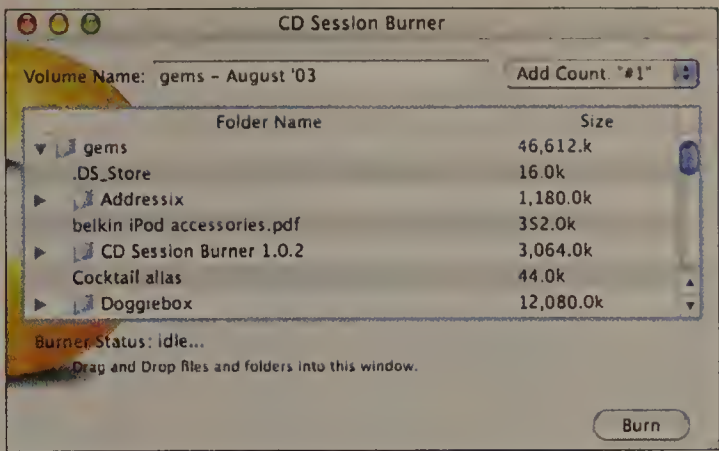 CD Session Burner
Volume Name: gems - August '03 Add Count. "#1"
Folder Name Size
gems 46,612.k
.DS_Store 16.0k
Addressix 1,180.0k
belkin iPod accessories.pdf 352.0k
CD Session Burner 1.0.2 3,064.0k
Cocktail alias 44.0k
Doggiebox 12,080.0k
Burner Status: idle...
Drag and Drop files and folders into this window.
Burn